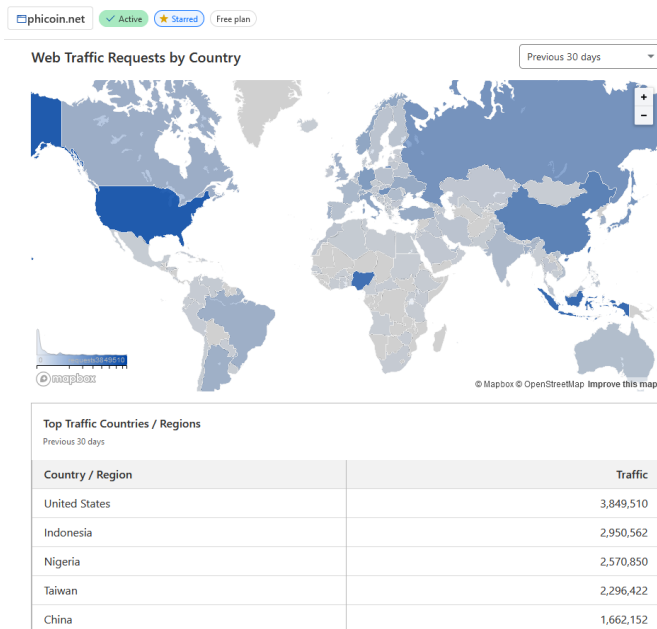 phicoin.net Active Starred Free plan
Web Traffic Requests by Country
Previous 30 days
+
−
0 Requests 3849510
mapbox
© Mapbox © OpenStreetMap Improve this map
Top Traffic Countries / Regions
Previous 30 days
Country / Region Traffic
United States 3,849,510
Indonesia 2,950,562
Nigeria 2,570,850
Taiwan 2,296,422
China 1,662,152